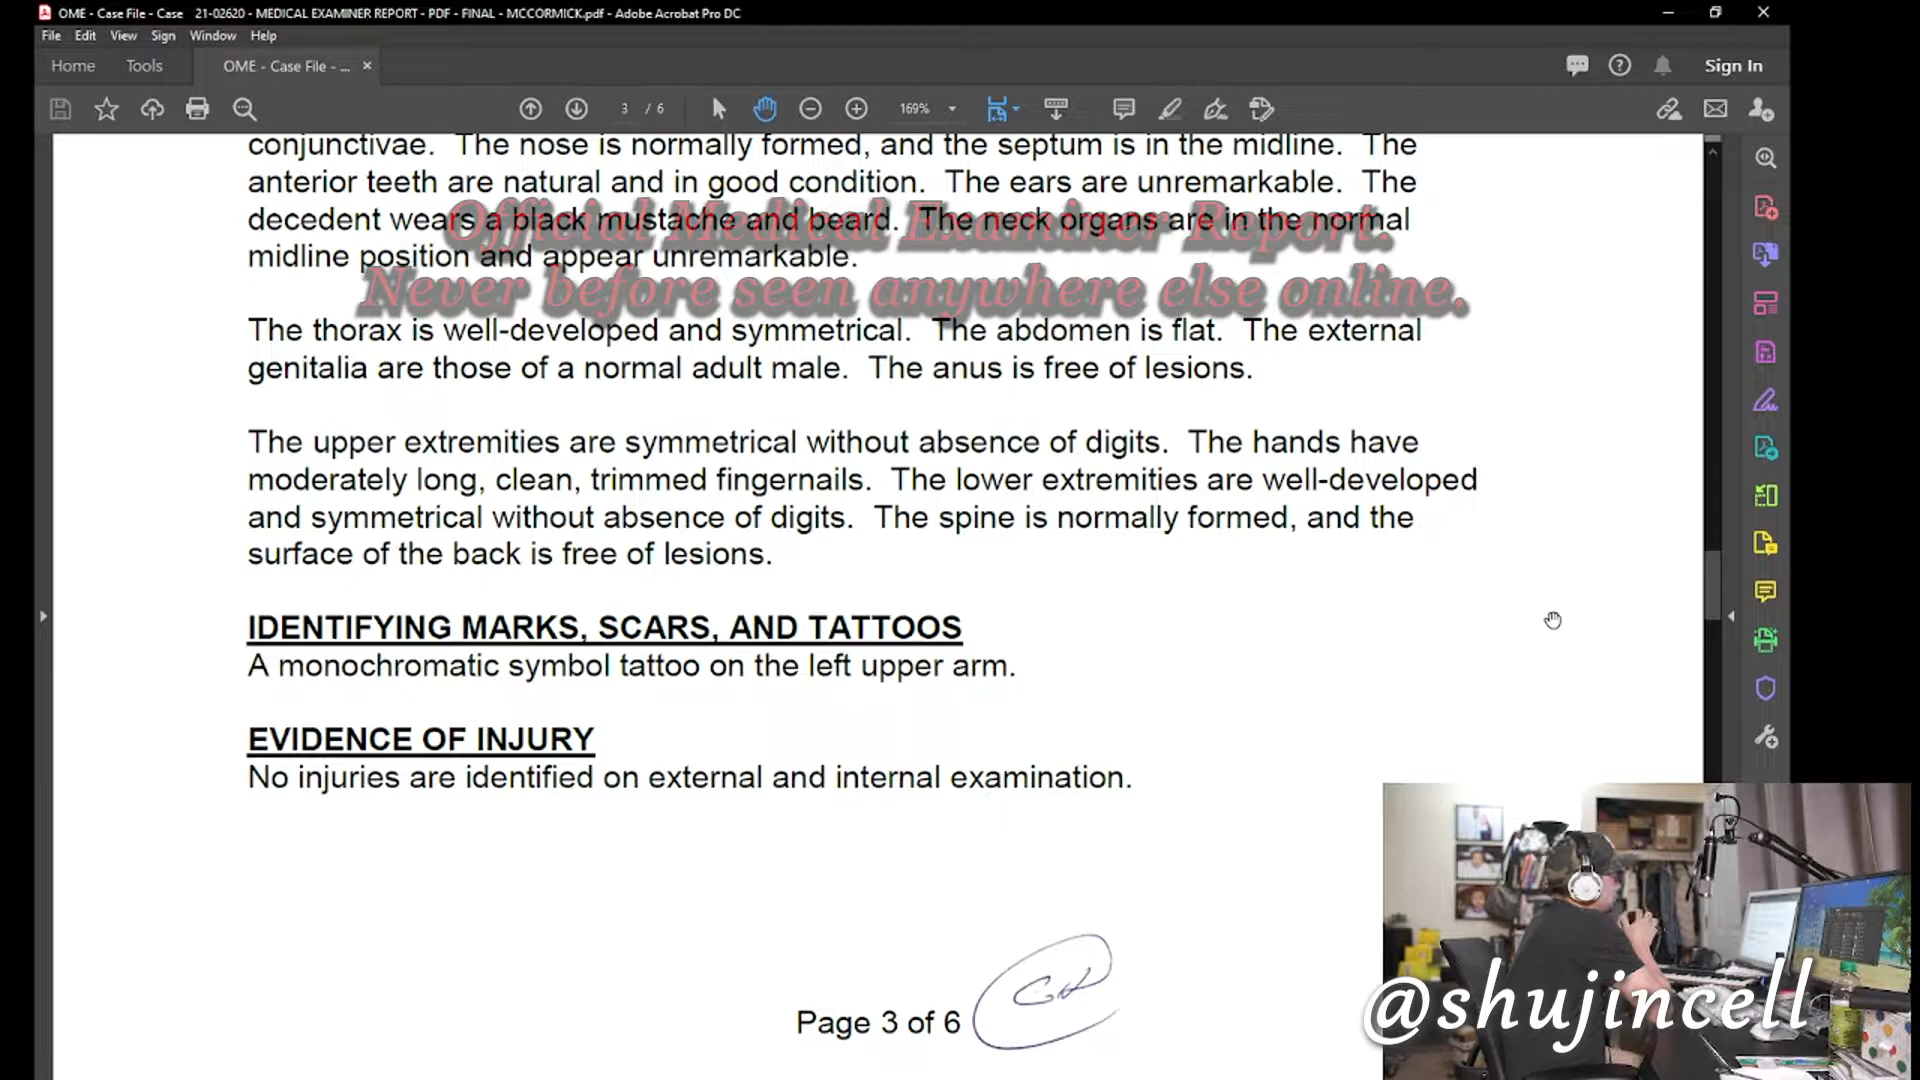 OME - Case File - Case 21-02620 - MEDICAL EXAMINER REPORT - PDF - FINAL - MCCORMICK.pdf - Adobe Acrobat Pro DC
File Edit View Sign Window Help
Home Tools OME - Case File - ... × Sign In
3 / 6 169%
conjunctivae. The nose is normally formed, and the septum is in the midline. The
anterior teeth are natural and in good condition. The ears are unremarkable. The
decedent wears a black mustache and beard. The neck organs are in the normal
midline position and appear unremarkable.
Official Medical Examiner Report.
Never before seen anywhere else online.
The thorax is well-developed and symmetrical. The abdomen is flat. The external
genitalia are those of a normal adult male. The anus is free of lesions.
The upper extremities are symmetrical without absence of digits. The hands have
moderately long, clean, trimmed fingernails. The lower extremities are well-developed
and symmetrical without absence of digits. The spine is normally formed, and the
surface of the back is free of lesions.
IDENTIFYING MARKS, SCARS, AND TATTOOS
A monochromatic symbol tattoo on the left upper arm.
EVIDENCE OF INJURY
No injuries are identified on external and internal examination.
Page 3 of 6
@shujincell